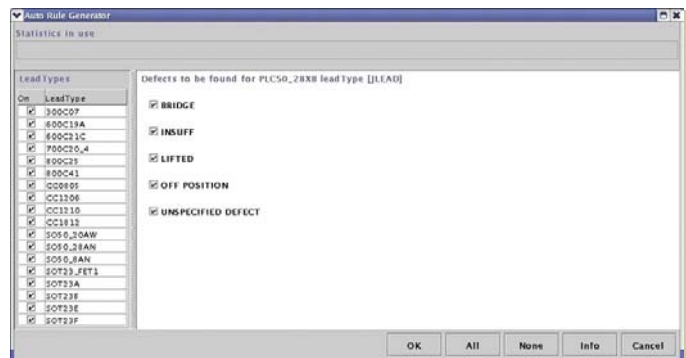 Auto Rule Generator
Statistics in use
Lead Types
On LeadType
300C07
600C19A
600C21C
700C20_4
800C25
800C41
CC0805
CC1206
CC1210
CC1812
SO50_20AW
SO50_28AN
SO50_8AN
SOT23_FET1
SOT23A
SOT23B
SOT23E
SOT23F
Defects to be found for PLC50_28X8 leadType [JLEAD]
BRIDGE
INSUFF
LIFTED
OFF POSITION
UNSPECIFIED DEFECT
OK All None Info Cancel